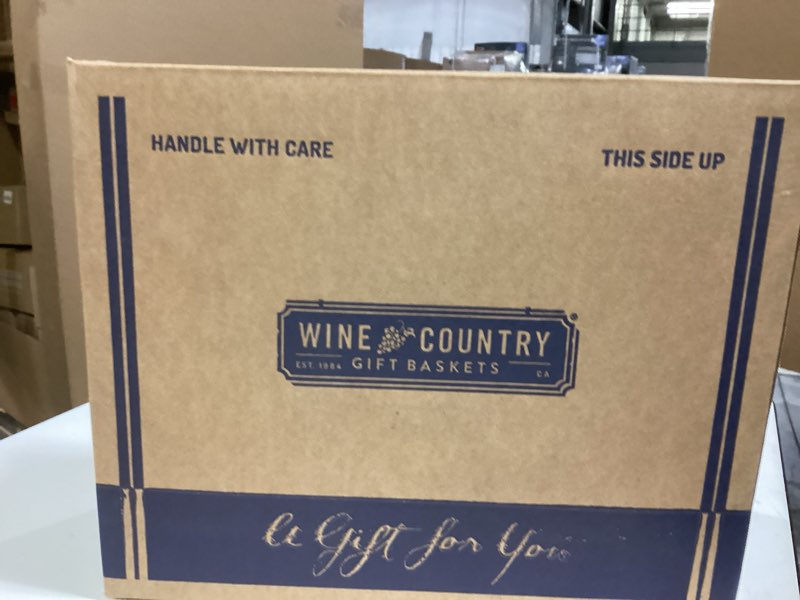 HANDLE WITH CARE
THIS SIDE UP
WINE COUNTRY
EST. 1984 GIFT BASKETS CA
A Gift for You